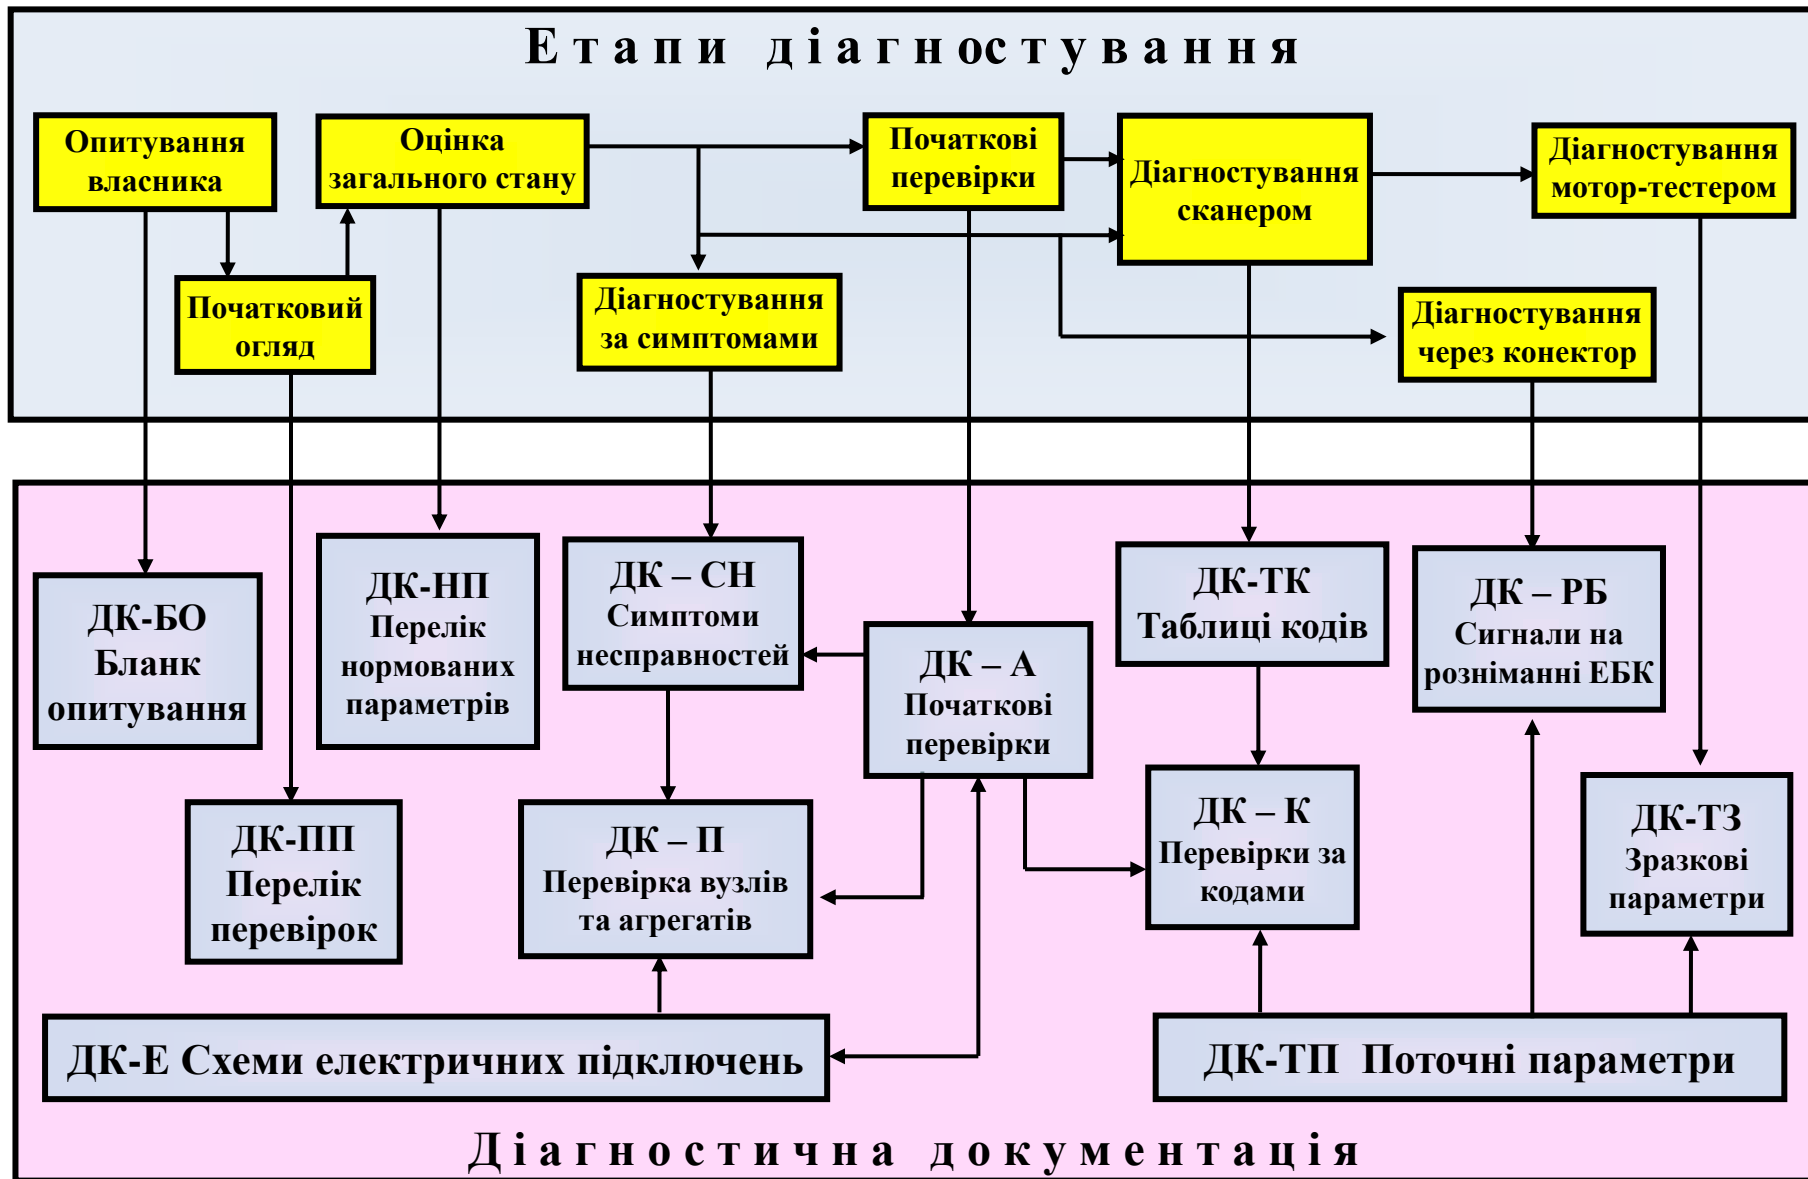 Етапи діагностування
Опитування
власника
Оцінка
загального стану
Початкові
перевірки
Діагностування
сканером
Діагностування
мотор-тестером
Початковий
огляд
Діагностування
за симптомами
Діагностування
через конектор
ДК-БО
Бланк
опитування
ДК-НП
Перелік
нормованих
параметрів
ДК – СН
Симптоми
несправностей
ДК – А
Початкові
перевірки
ДК-ТК
Таблиці кодів
ДК – РБ
Сигнали на
розніманні ЕБК
ДК-ПП
Перелік
перевірок
ДК – П
Перевірка вузлів
та агрегатів
ДК – К
Перевірки за
кодами
ДК-ТЗ
Зразкові
параметри
ДК-Е Схеми електричних підключень
ДК-ТП Поточні параметри
Діагностична документація